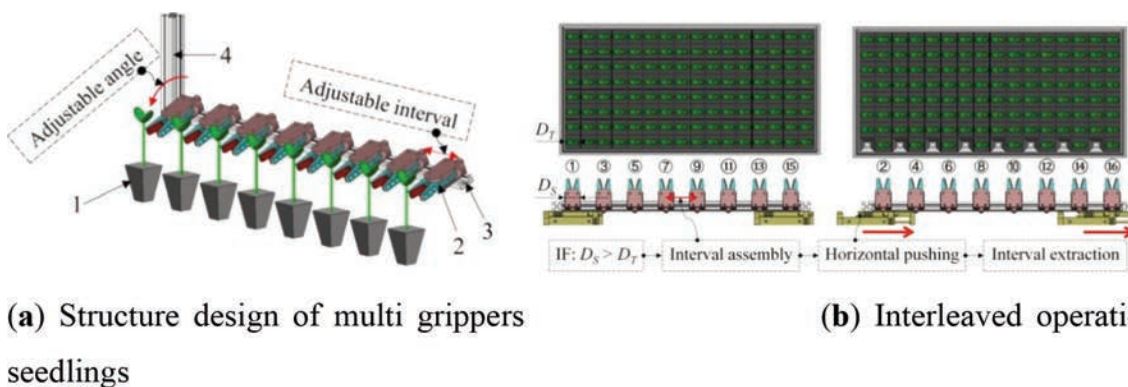 4
Adjustable angle
Adjustable interval
1
2
3
D_T
① ③ ⑤ ⑦ ⑨ ⑪ ⑬ ⑮
D_S
② ④ ⑥ ⑧ ⑩ ⑫ ⑭ ⑯
IF: D_S > D_T Interval assembly Horizontal pushing Interval extraction
(a) Structure design of multi grippers
seedlings
(b) Interleaved operati